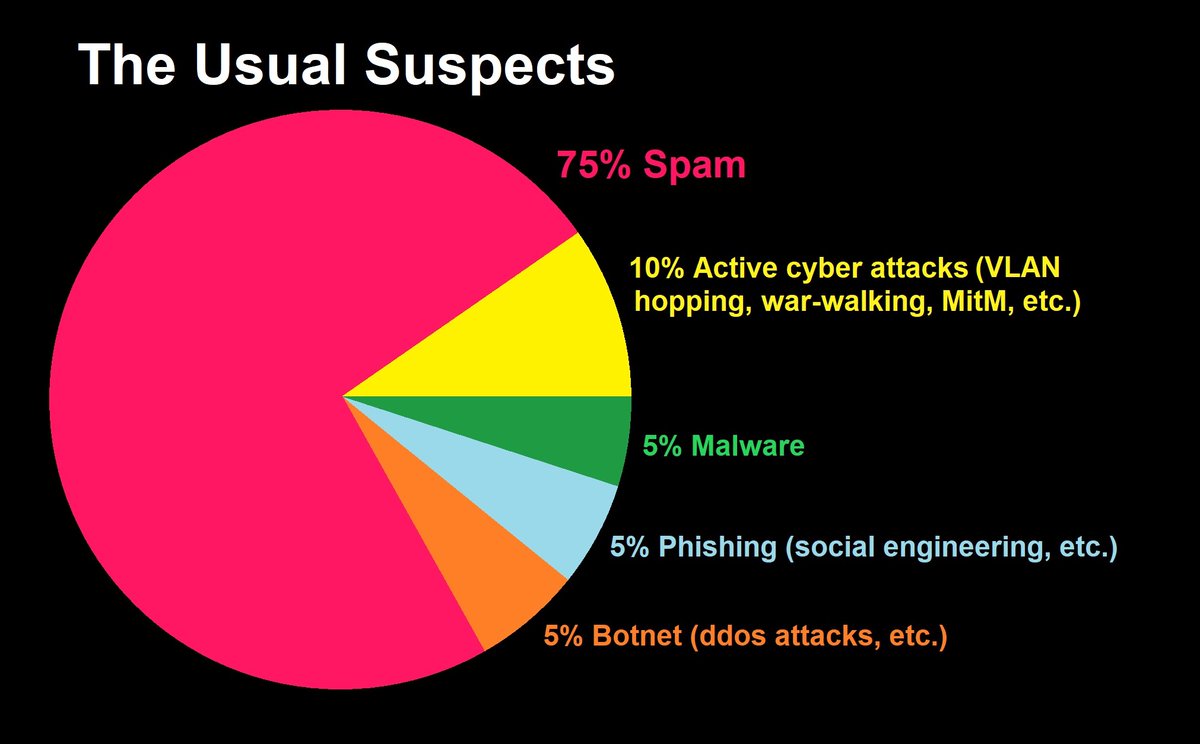 The Usual Suspects
75% Spam
10% Active cyber attacks (VLAN
hopping, war-walking, MitM, etc.)
5% Malware
5% Phishing (social engineering, etc.)
5% Botnet (ddos attacks, etc.)